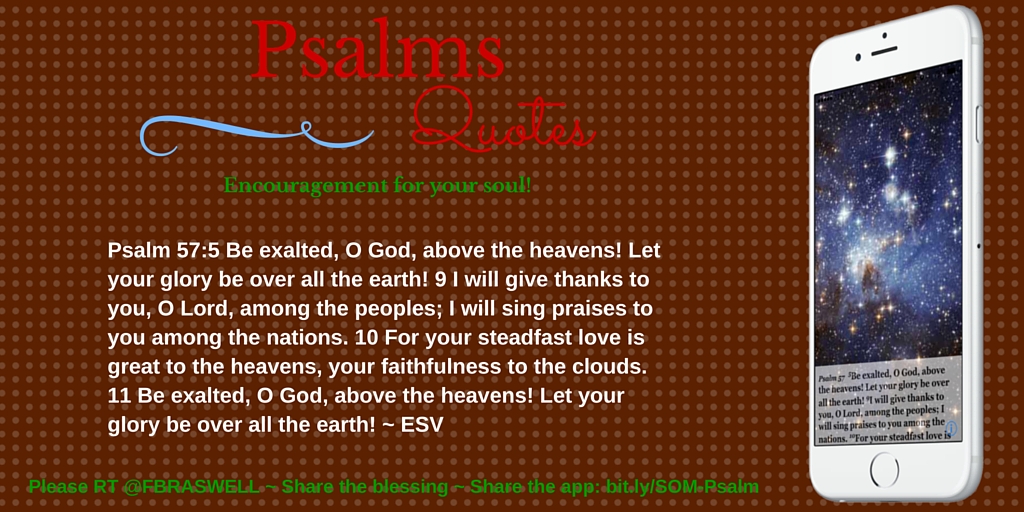 Psalms
Quotes
Encouragement for your soul!
Psalm 57:5 Be exalted, O God, above the heavens! Let
your glory be over all the earth! 9 I will give thanks to
you, O Lord, among the peoples; I will sing praises to
you among the nations. 10 For your steadfast love is
great to the heavens, your faithfulness to the clouds.
11 Be exalted, O God, above the heavens! Let your
glory be over all the earth! ~ ESV
Please RT @FBRASWELL ~ Share the blessing ~ Share the app: bit.ly/SOM-Psalm
Psalm 57 ⁵Be exalted, O God, above
the heavens! Let your glory be over
all the earth! ⁹I will give thanks to
you, O Lord, among the peoples; I
will sing praises to you among the
nations. ¹⁰For your steadfast love is